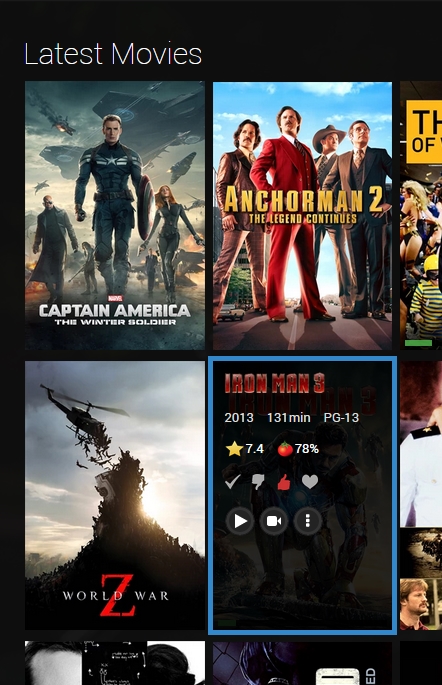 Latest Movies
MARVEL
CAPTAIN AMERICA
THE WINTER SOLDIER
ANCHORMAN 2
THE LEGEND CONTINUES
TH
OF
WORLD WAR
Z
IRON MAN 3
2013 131min PG-13
7.4 78%
ED